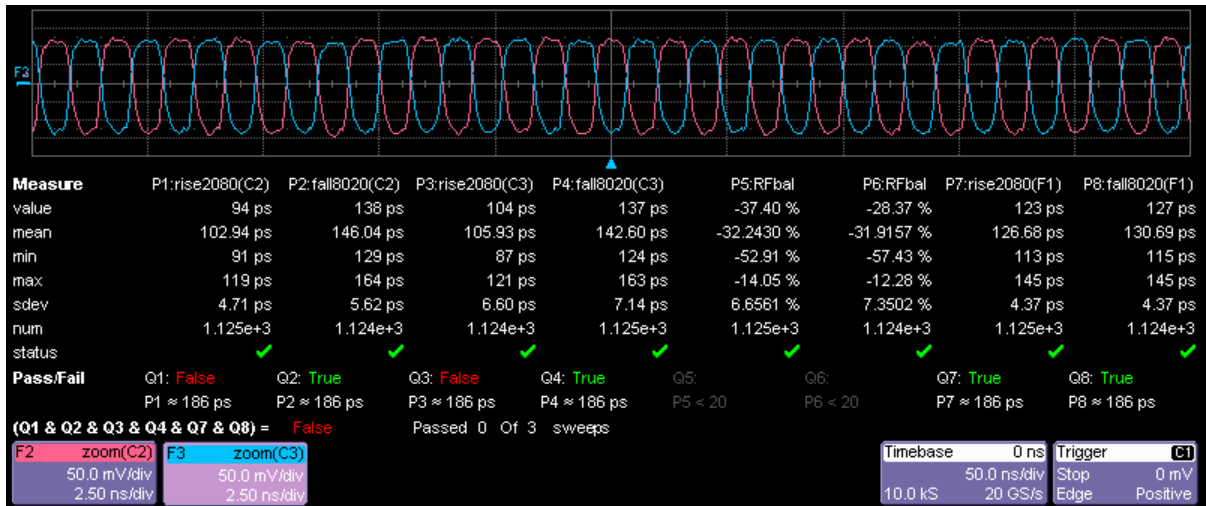 F3
Measure P1:rise2080(C2) P2:fall8020(C2) P3:rise2080(C3) P4:fall8020(C3) P5:RFbal P6:RFbal P7:rise2080(F1) P8:fall8020(F1)
value 94 ps 138 ps 104 ps 137 ps -37.40 % -28.37 % 123 ps 127 ps
mean 102.94 ps 146.04 ps 105.93 ps 142.60 ps -32.2430 % -31.9157 % 126.68 ps 130.69 ps
min 91 ps 129 ps 87 ps 124 ps -52.91 % -57.43 % 113 ps 115 ps
max 119 ps 164 ps 121 ps 163 ps -14.05 % -12.28 % 145 ps 145 ps
sdev 4.71 ps 5.62 ps 6.60 ps 7.14 ps 6.6561 % 7.3502 % 4.37 ps 4.37 ps
num 1.125e+3 1.124e+3 1.124e+3 1.125e+3 1.125e+3 1.124e+3 1.125e+3 1.124e+3
status
Pass/Fail Q1: False Q2: True Q3: False Q4: True Q5: Q6: Q7: True Q8: True
P1 ≈ 186 ps P2 ≈ 186 ps P3 ≈ 186 ps P4 ≈ 186 ps P5 < 20 P6 < 20 P7 ≈ 186 ps P8 ≈ 186 ps
(Q1 & Q2 & Q3 & Q4 & Q7 & Q8) = False Passed 0 Of 3 sweeps
F2 zoom(C2) F3 zoom(C3) Timebase 0 ns Trigger C1
50.0 mV/div 50.0 mV/div 50.0 ns/div Stop 0 mV
2.50 ns/div 2.50 ns/div 10.0 kS 20 GS/s Edge Positive